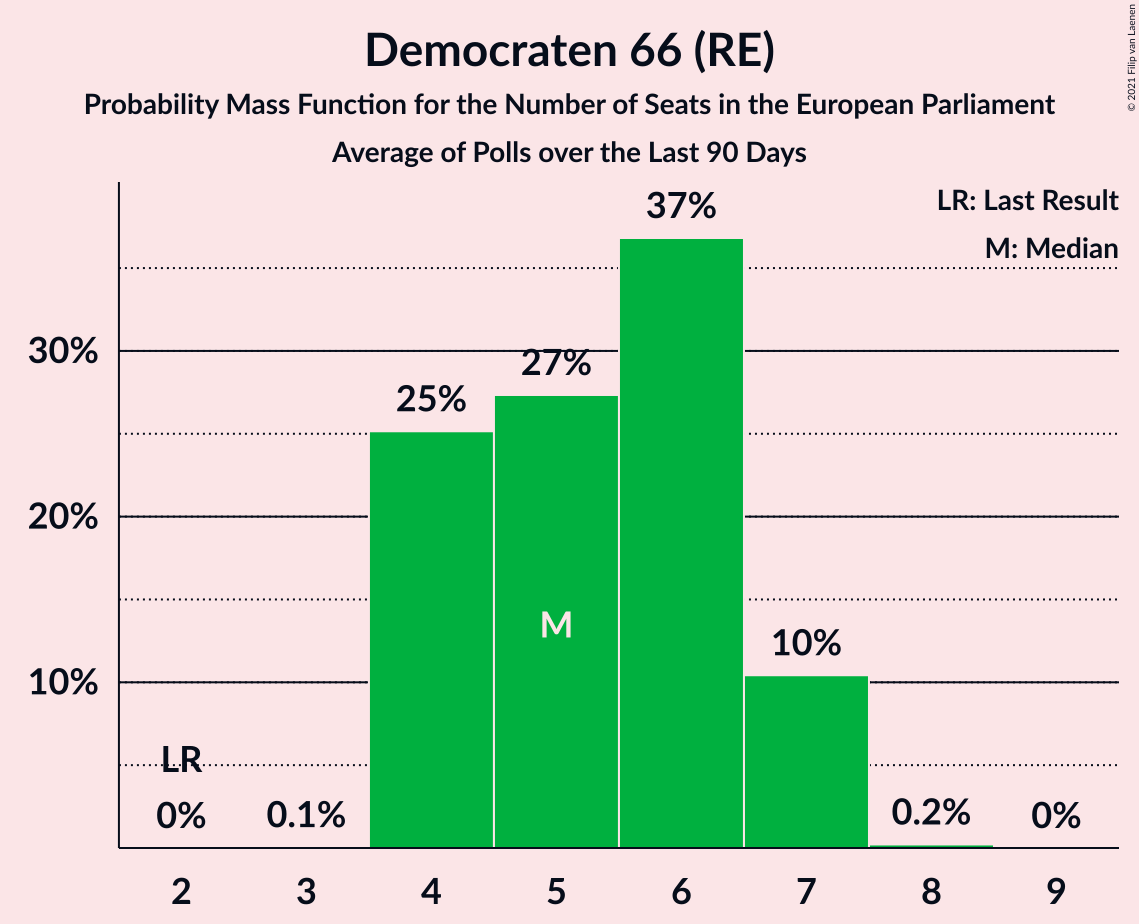 Democraten 66 (RE)
Probability Mass Function for the Number of Seats in the European Parliament
Average of Polls over the Last 90 Days
© 2021 Filip van Laenen
LR: Last Result
M: Median
37%
30%
27%
25%
20%
M
10%
10%
LR
0%
0.1%
0.2%
0%
2 3 4 5 6 7 8 9